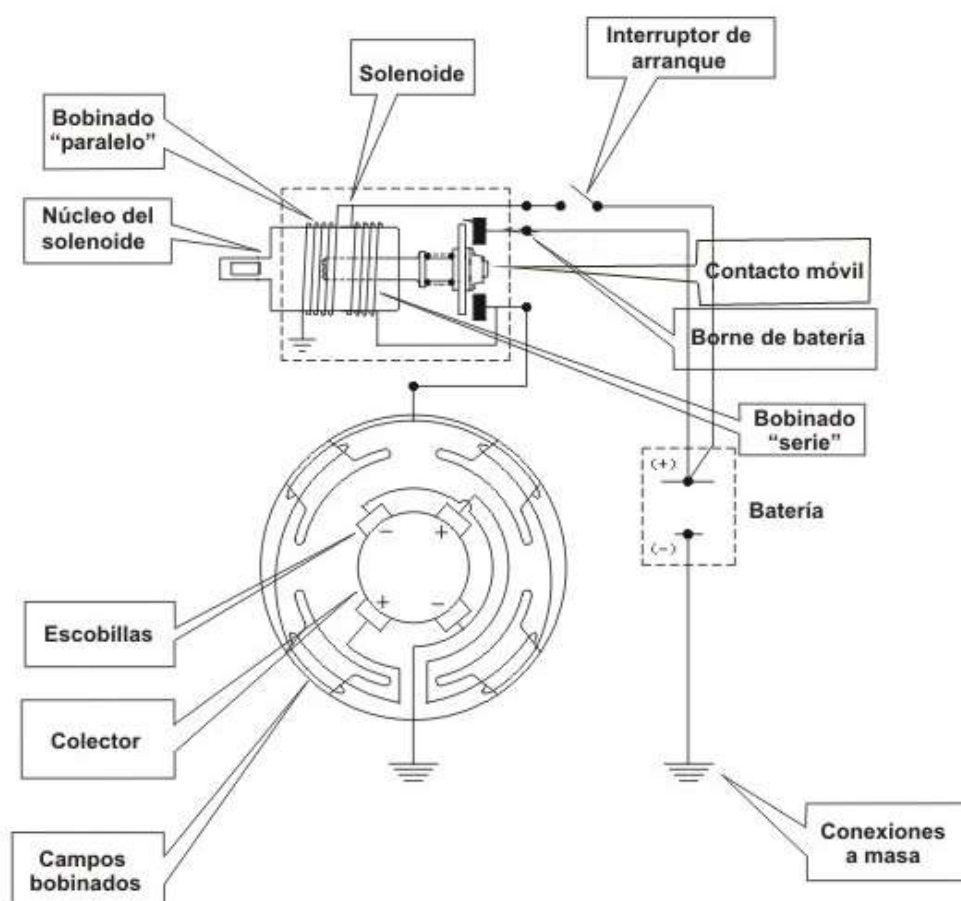 Interruptor de
arranque
Solenoide
Bobinado
“paralelo”
Núcleo del
solenoide
Contacto móvil
Borne de batería
Bobinado
“serie”
(+)
Batería
(-)
- +
+ -
Escobillas
Colector
Campos
bobinados
Conexiones
a masa